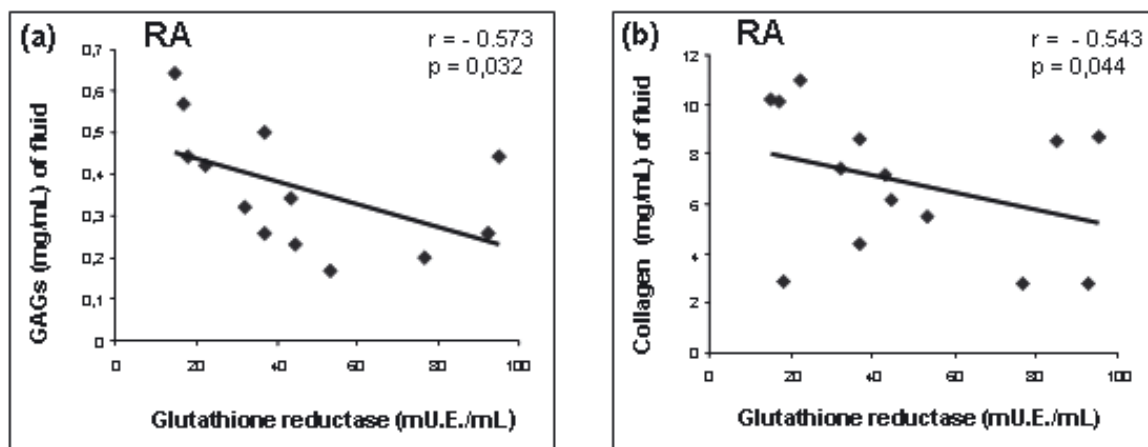 (a) RA
r = - 0.573
p = 0,032
GAGs (mg/mL) of fluid
0,7
0,6
0,5
0,4
0,3
0,2
0,1
0
0 20 40 60 80 100
Glutathione reductase (mU.E./mL)
(b) RA
r = - 0.543
p = 0,044
Collagen (mg/mL) of fluid
12
10
8
6
4
2
0
0 20 40 60 80 100
Glutathione reductase (mU.E./mL)